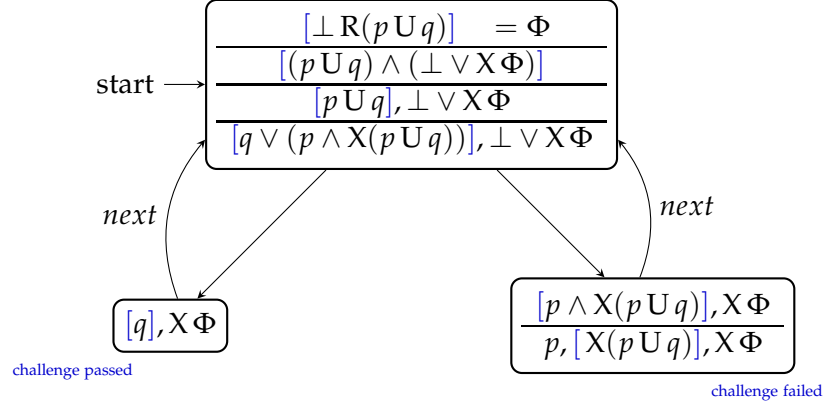 [⊥ R(p U q)] = Φ
[(p U q) ∧ (⊥ ∨ X Φ)]
start
[p U q], ⊥ ∨ X Φ
[q ∨ (p ∧ X(p U q))], ⊥ ∨ X Φ
next
next
[q], X Φ
challenge passed
[p ∧ X(p U q)], X Φ
p, [ X(p U q)], X Φ
challenge failed